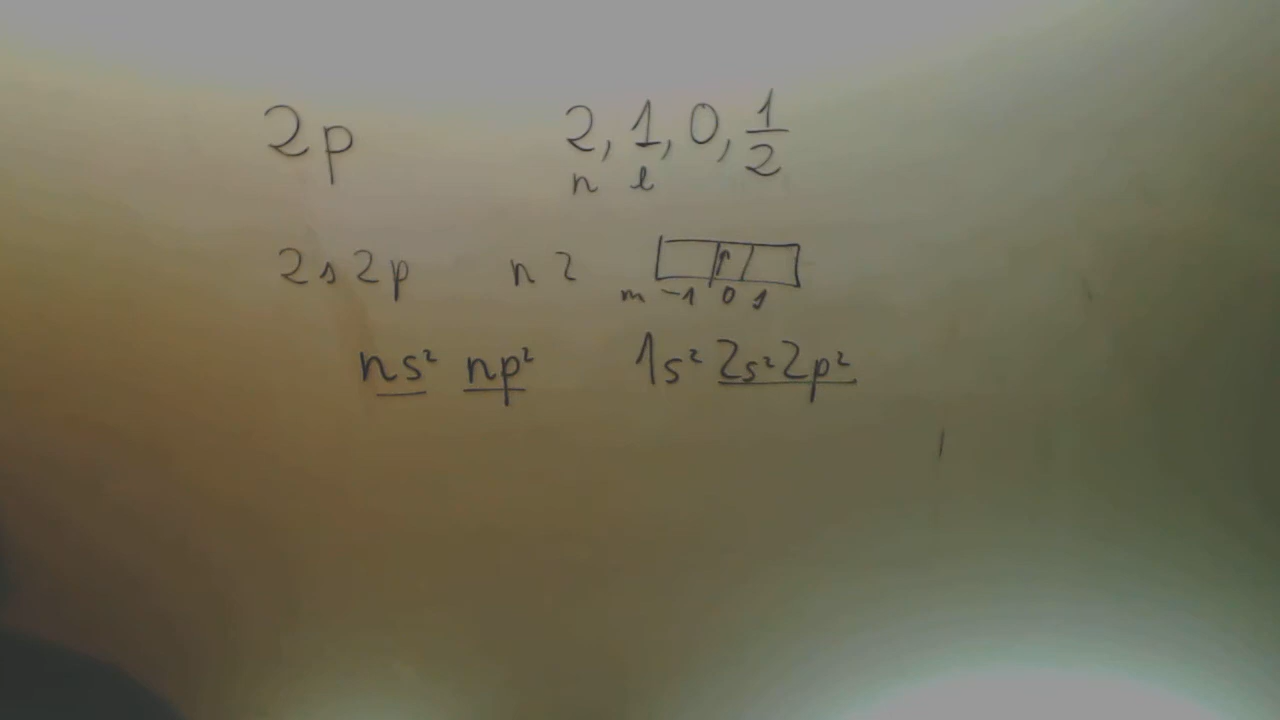 2p 2, 1, 0, 1/2
n l
2s 2p n 2 ↑
m -1 0 1
ns² np² 1s² 2s² 2p²